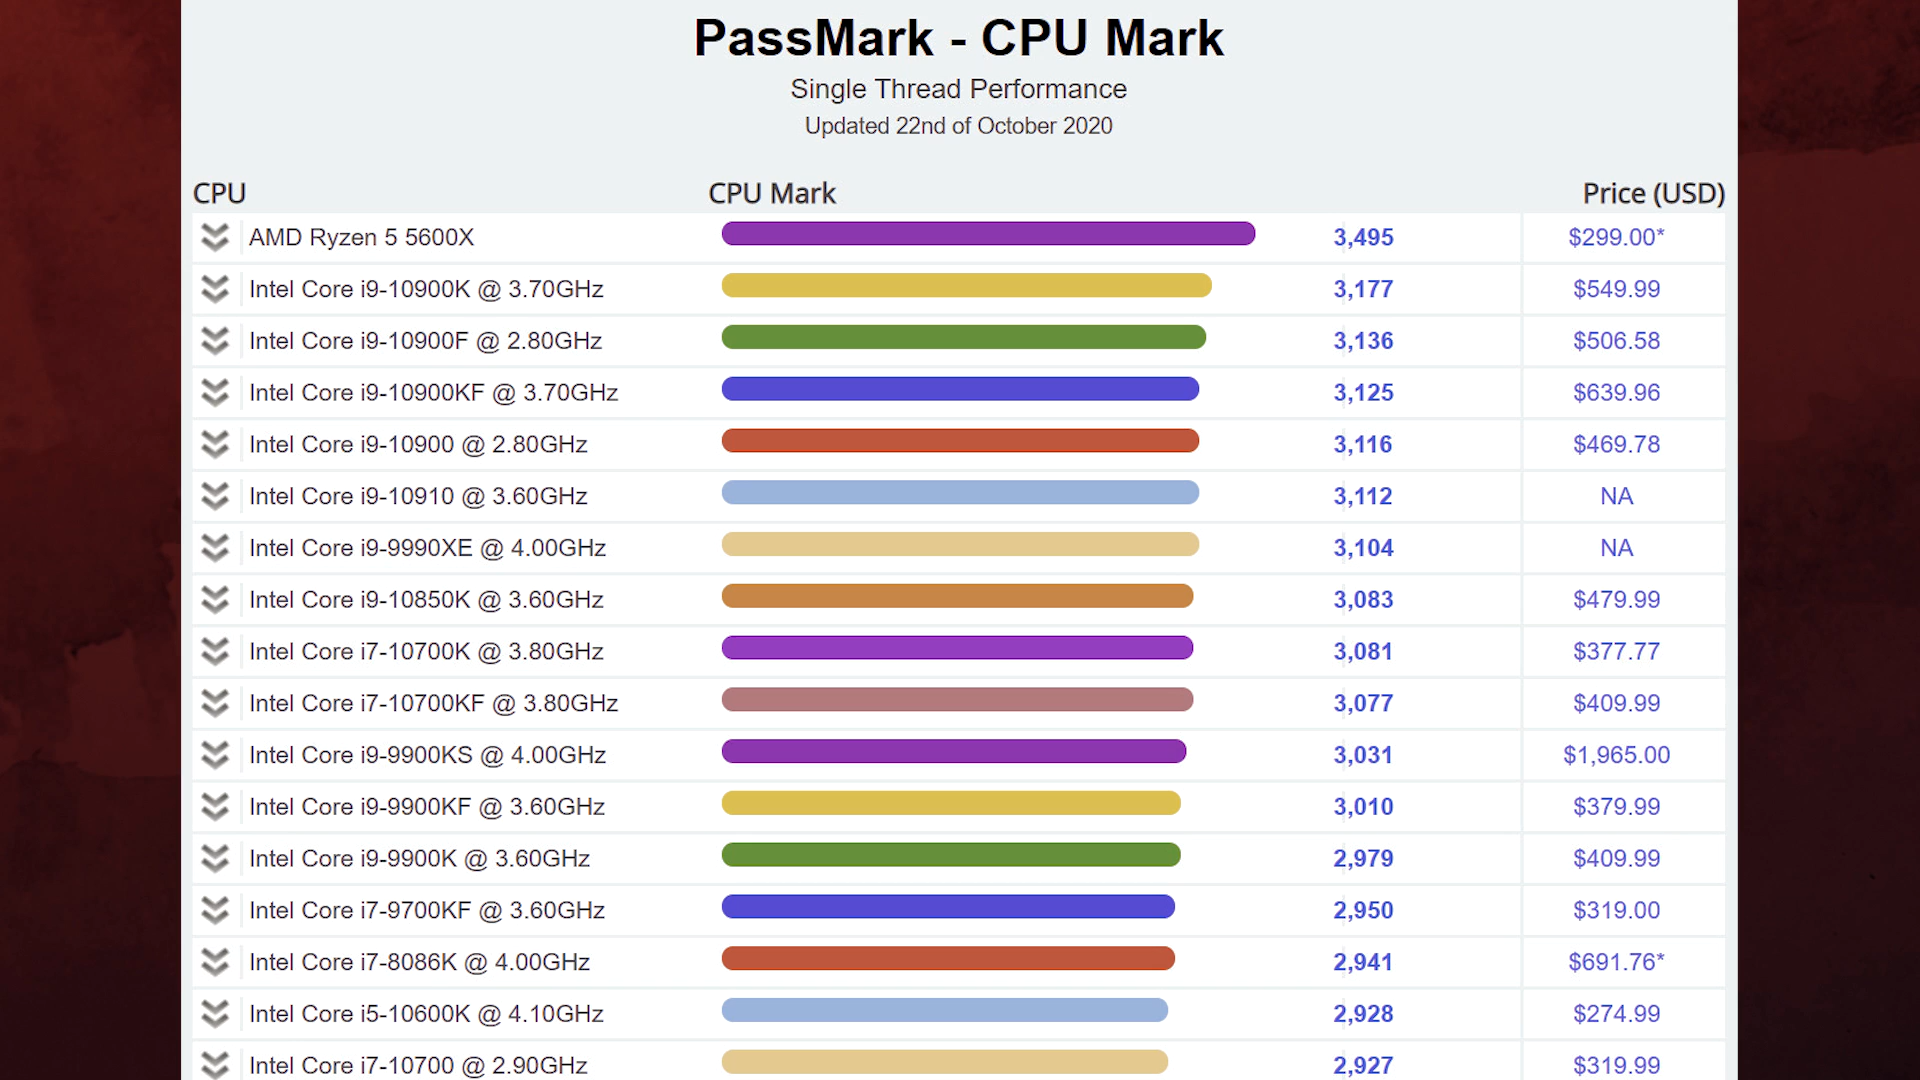 PassMark - CPU Mark
Single Thread Performance
Updated 22nd of October 2020
CPU CPU Mark Price (USD)
AMD Ryzen 5 5600X 3,495 $299.00*
Intel Core i9-10900K @ 3.70GHz 3,177 $549.99
Intel Core i9-10900F @ 2.80GHz 3,136 $506.58
Intel Core i9-10900KF @ 3.70GHz 3,125 $639.96
Intel Core i9-10900 @ 2.80GHz 3,116 $469.78
Intel Core i9-10910 @ 3.60GHz 3,112 NA
Intel Core i9-9990XE @ 4.00GHz 3,104 NA
Intel Core i9-10850K @ 3.60GHz 3,083 $479.99
Intel Core i7-10700K @ 3.80GHz 3,081 $377.77
Intel Core i7-10700KF @ 3.80GHz 3,077 $409.99
Intel Core i9-9900KS @ 4.00GHz 3,031 $1,965.00
Intel Core i9-9900KF @ 3.60GHz 3,010 $379.99
Intel Core i9-9900K @ 3.60GHz 2,979 $409.99
Intel Core i7-9700KF @ 3.60GHz 2,950 $319.00
Intel Core i7-8086K @ 4.00GHz 2,941 $691.76*
Intel Core i5-10600K @ 4.10GHz 2,928 $274.99
Intel Core i7-10700 @ 2.90GHz 2,927 $319.99